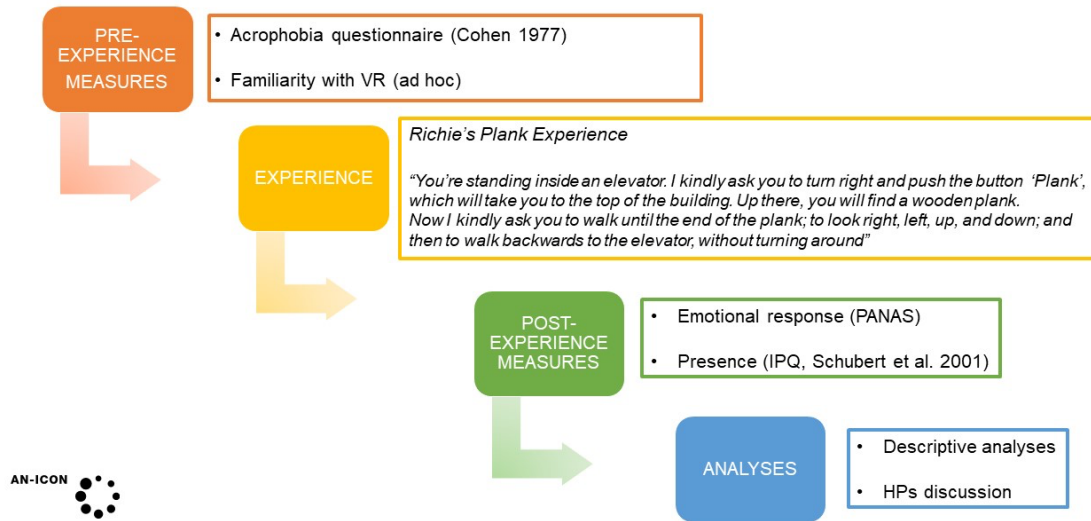 PRE-
EXPERIENCE
MEASURES
• Acrophobia questionnaire (Cohen 1977)
• Familiarity with VR (ad hoc)
EXPERIENCE
Richie's Plank Experience
"You're standing inside an elevator. I kindly ask you to turn right and push the button 'Plank',
which will take you to the top of the building. Up there, you will find a wooden plank.
Now I kindly ask you to walk until the end of the plank; to look right, left, up, and down; and
then to walk backwards to the elevator, without turning around"
POST-
EXPERIENCE
MEASURES
• Emotional response (PANAS)
• Presence (IPQ, Schubert et al. 2001)
ANALYSES
• Descriptive analyses
• HPs discussion
AN-ICON